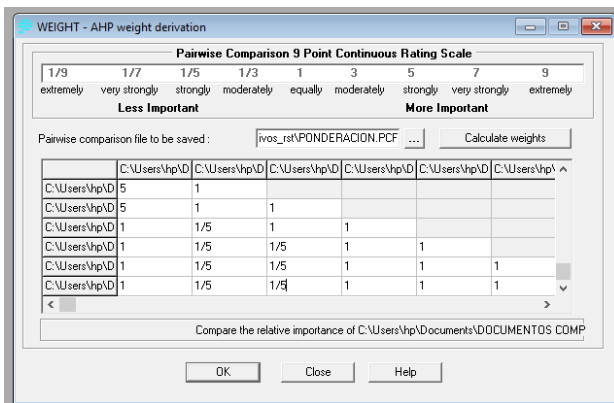 WEIGHT - AHP weight derivation
Pairwise Comparison 9 Point Continuous Rating Scale
1/9 1/7 1/5 1/3 1 3 5 7 9
extremely very strongly strongly moderately equally moderately strongly very strongly extremely
Less Important More Important
Pairwise comparison file to be saved : ivos_rst\PONDERACION.PCF ... Calculate weights
C:\Users\hp\D C:\Users\hp\D C:\Users\hp\D C:\Users\hp\D C:\Users\hp\D C:\Users\hp\
C:\Users\hp\D 5 1
C:\Users\hp\D 5 1 1
C:\Users\hp\D 1 1/5 1 1
C:\Users\hp\D 1 1/5 1/5 1 1
C:\Users\hp\D 1 1/5 1/5 1 1 1
C:\Users\hp\D 1 1/5 1/5 1 1 1
Compare the relative importance of C:\Users\hp\Documents\DOCUMENTOS COMP
OK Close Help